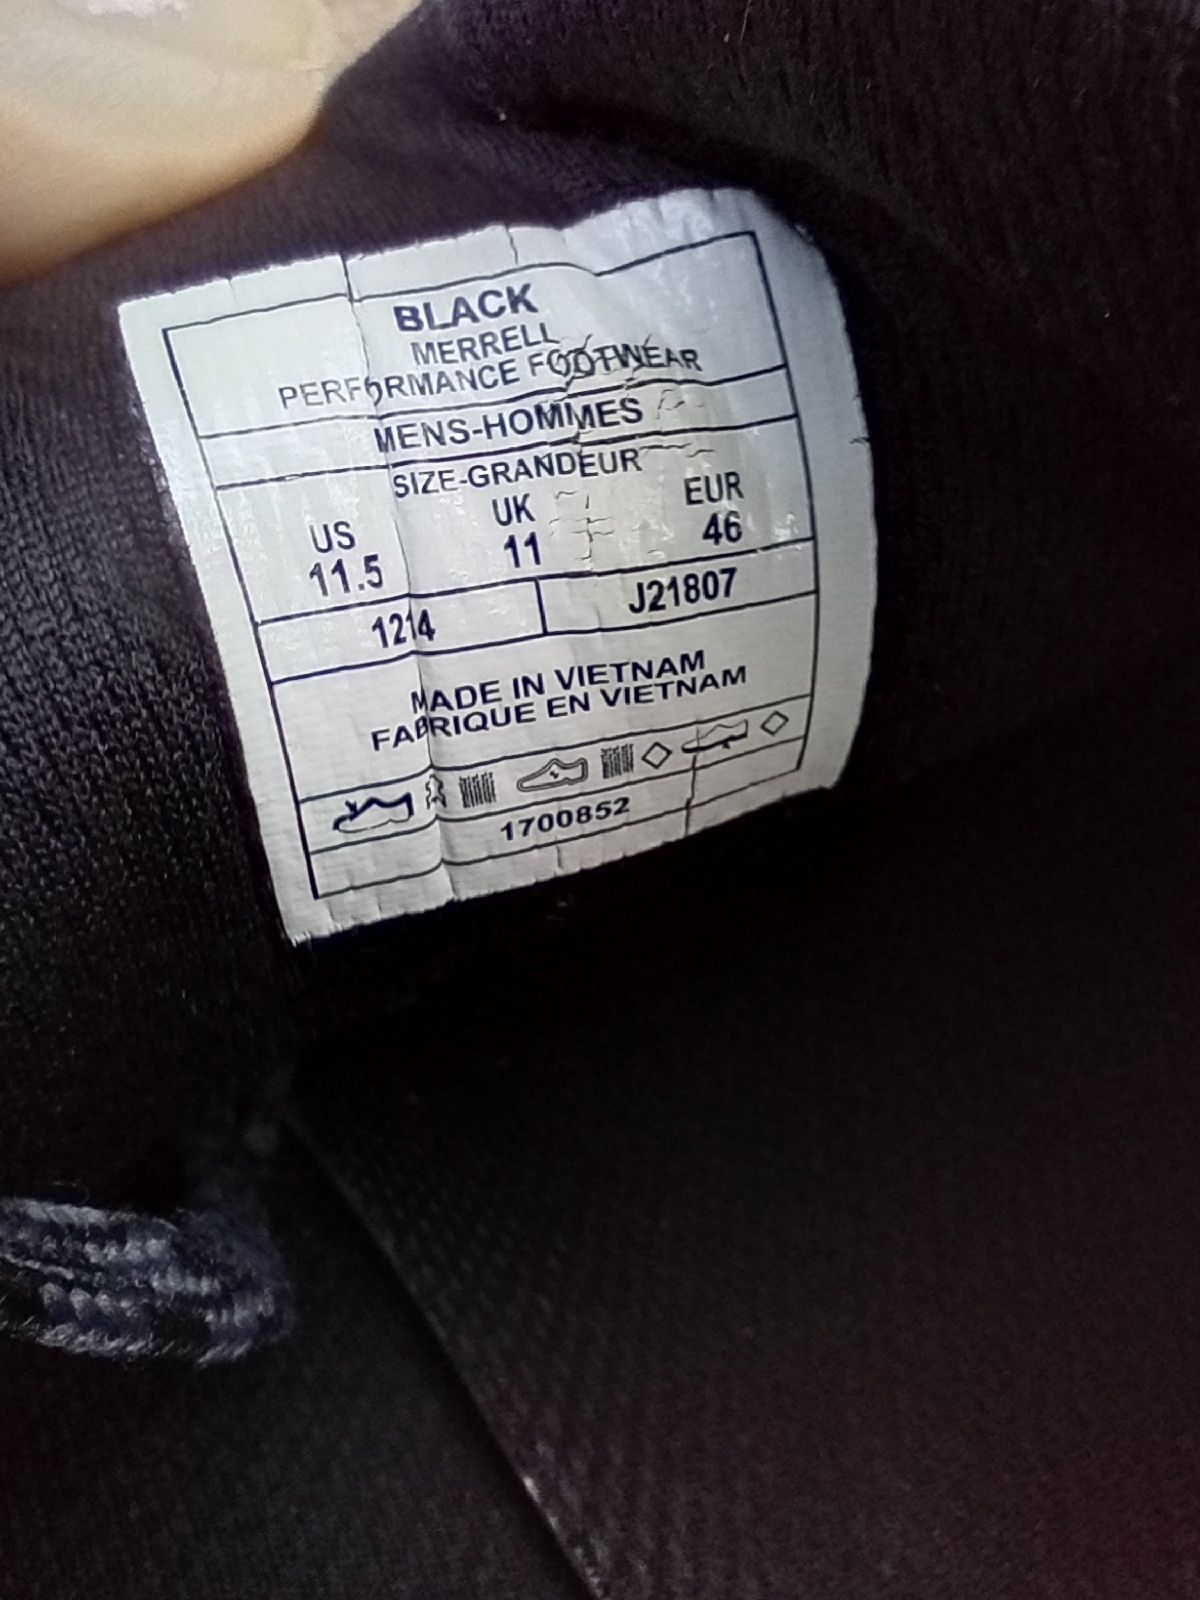 BLACK
MERRELL
PERFORMANCE FOOTWEAR
MENS-HOMMES
SIZE-GRANDEUR
US UK EUR
11.5 11 46
1214 J21807
MADE IN VIETNAM
FABRIQUE EN VIETNAM
1700852